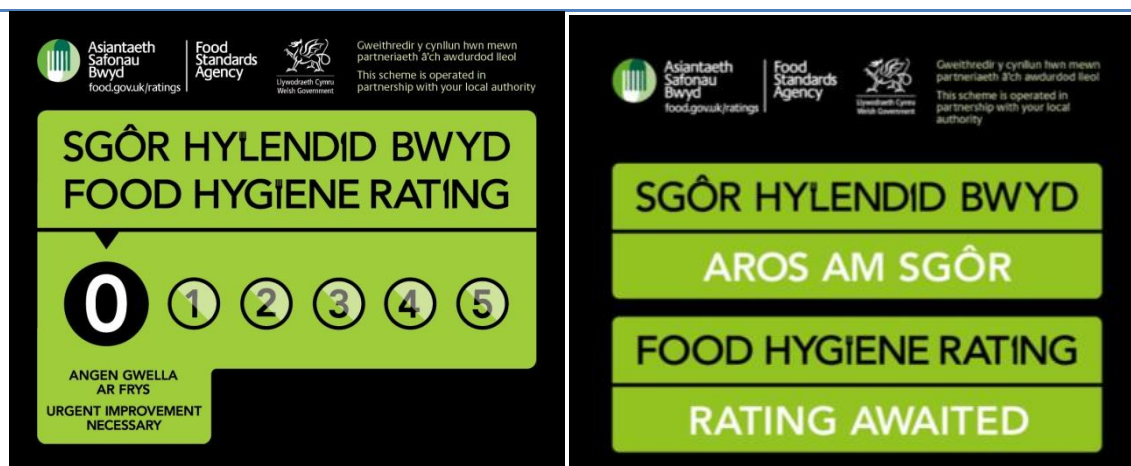 Asiantaeth
Safonau
Bwyd
food.gov.uk/ratings
Food
Standards
Agency
Llywodraeth Cymru
Welsh Government
Gweithredir y cynllun hwn mewn
partneriaeth â'ch awdurdod lleol
This scheme is operated in
partnership with your local authority
SGÔR HYLENDID BWYD
FOOD HYGIENE RATING
0 1 2 3 4 5
ANGEN GWELLA
AR FRYS
URGENT IMPROVEMENT
NECESSARY
Asiantaeth
Safonau
Bwyd
food.gov.uk/ratings
Food
Standards
Agency
Llywodraeth Cymru
Welsh Government
Gweithredir y cynllun hwn mewn
partneriaeth â'ch awdurdod lleol
This scheme is operated in
partnership with your local
authority
SGÔR HYLENDID BWYD
AROS AM SGÔR
FOOD HYGIENE RATING
RATING AWAITED